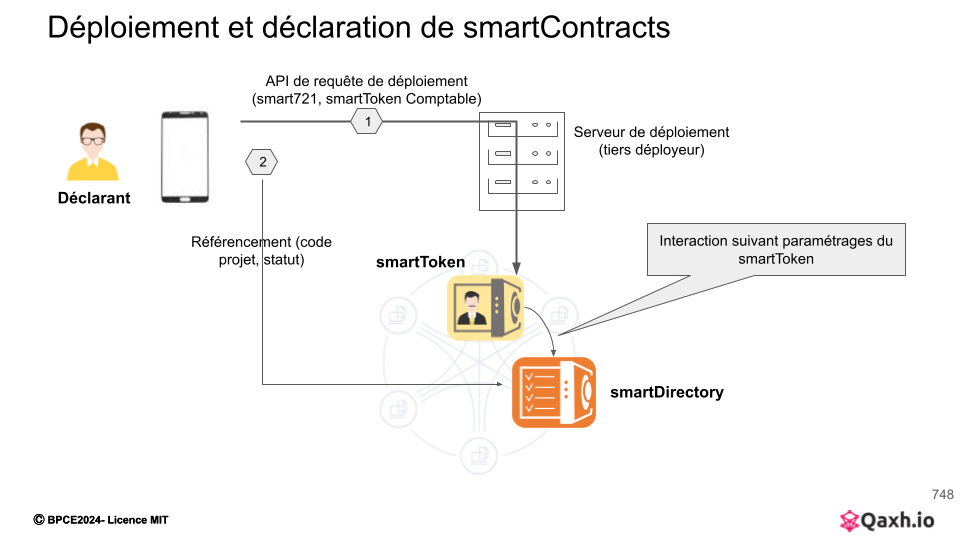 Déploiement et déclaration de smartContracts
API de requête de déploiement
(smart721, smartToken Comptable)
1
Serveur de déploiement
(tiers déployeur)
2
Déclarant
Référencement (code
projet, statut)
Interaction suivant paramétrages du
smartToken
smartToken
smartDirectory
748
© BPCE2024- Licence MIT
Qaxh.io